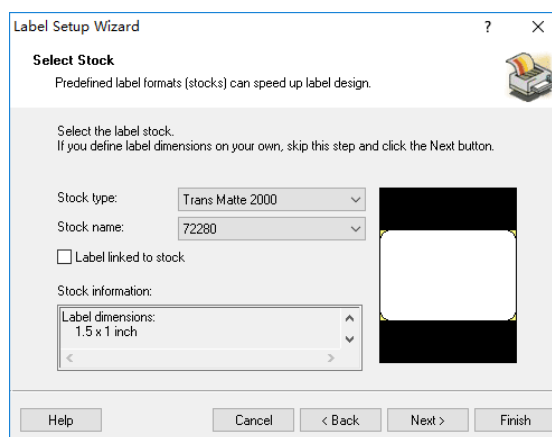 Label Setup Wizard
Select Stock
Predefined label formats (stocks) can speed up label design.
Select the label stock.
If you define label dimensions on your own, skip this step and click the Next button.
Stock type: Trans Matte 2000
Stock name: 72280
Label linked to stock
Stock information:
Label dimensions:
1.5 x 1 inch
Help Cancel < Back Next > Finish